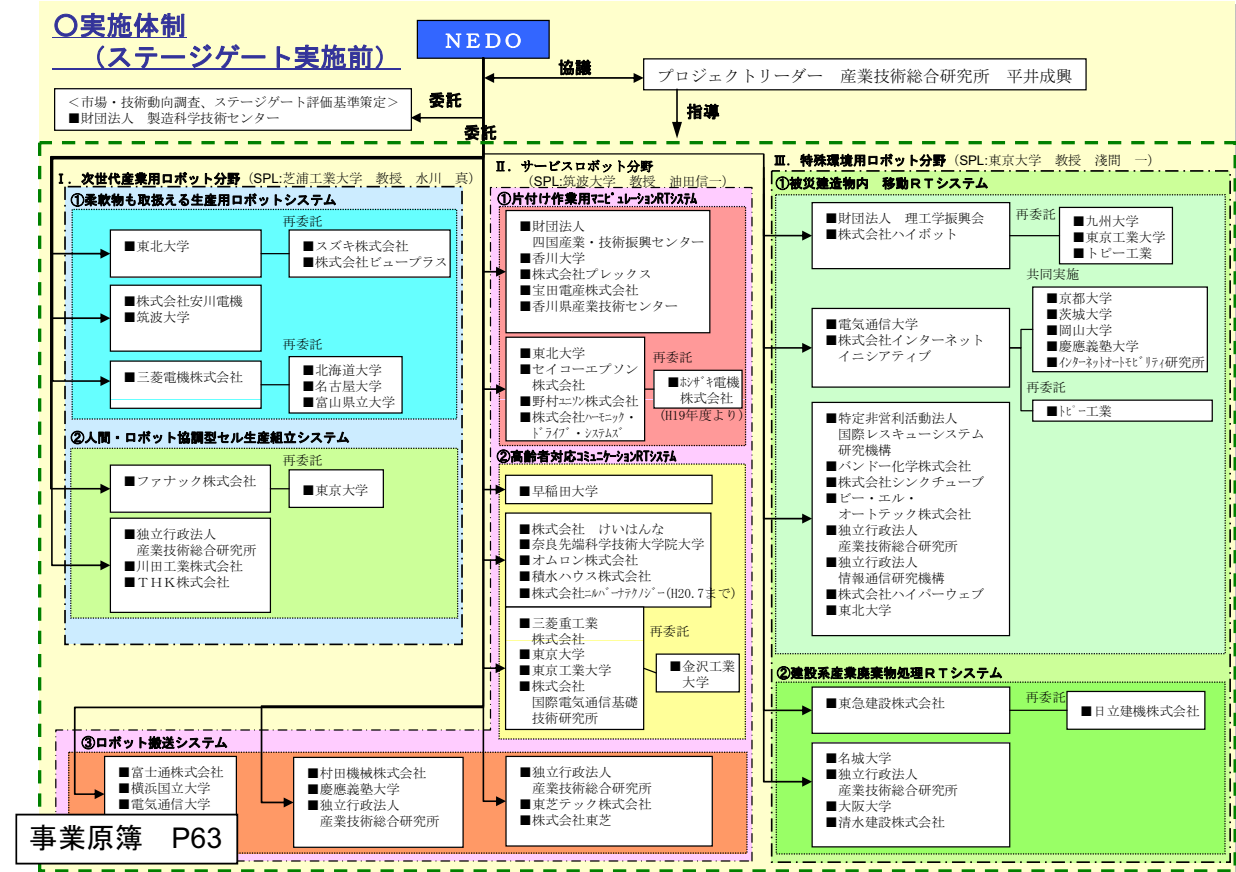 〇実施体制
（ステージゲート実施前）
ＮＥＤＯ
協議
プロジェクトリーダー　産業技術総合研究所　平井成興
＜市場・技術動向調査、ステージゲート評価基準策定＞
■財団法人　製造科学技術センター
委託
指導
委託
Ⅰ．次世代産業用ロボット分野（SPL:芝浦工業大学　教授　水川　真）
①柔軟物も取扱える生産用ロボットシステム
■東北大学
再委託
■スズキ株式会社
■株式会社ビュープラス
■株式会社安川電機
■筑波大学
■三菱電機株式会社
再委託
■北海道大学
■名古屋大学
■富山県立大学
②人間・ロボット協調型セル生産組立システム
■ファナック株式会社
再委託
■東京大学
■独立行政法人
産業技術総合研究所
■川田工業株式会社
■ＴＨＫ株式会社
Ⅱ．サービスロボット分野
（SPL:筑波大学　教授　油田信一）
①片付け作業用ﾏﾆﾋﾟｭﾚｰｼｮﾝRTｼｽﾃﾑ
■財団法人
四国産業・技術振興センター
■香川大学
■株式会社プレックス
■宝田電産株式会社
■香川県産業技術センター
■東北大学
■セイコーエプソン
株式会社
■野村ﾕﾆｿﾝ株式会社
■株式会社ﾊｰﾓﾆｯｸ・
ﾄﾞﾗｲﾌﾞ・ｼｽﾃﾑｽﾞ
再委託
■ﾎｼｻﾞｷ電機
株式会社
(H19年度より)
②高齢者対応ｺﾐｭﾆｹｰｼｮﾝRTｼｽﾃﾑ
■早稲田大学
■株式会社　けいはんな
■奈良先端科学技術大学院大学
■オムロン株式会社
■積水ハウス株式会社
■株式会社ﾆﾙﾊﾞｰﾅﾃｸﾉｼﾞｰ(H20.7まで)
■三菱重工業
株式会社
■東京大学
■東京工業大学
■株式会社
国際電気通信基礎
技術研究所
再委託
■金沢工業
大学
③ロボット搬送システム
■富士通株式会社
■横浜国立大学
■電気通信大学
■村田機械株式会社
■慶應義塾大学
■独立行政法人
産業技術総合研究所
■独立行政法人
産業技術総合研究所
■東芝テック株式会社
■株式会社東芝
Ⅲ．特殊環境用ロボット分野（SPL:東京大学　教授　淺間　一）
①被災建造物内　移動ＲＴシステム
■財団法人　理工学振興会
■株式会社ハイボット
再委託
■九州大学
■東京工業大学
■トピー工業
■電気通信大学
■株式会社インターネット
イニシアティブ
共同実施
■京都大学
■茨城大学
■岡山大学
■慶應義塾大学
■ｲﾝﾀｰﾈｯﾄｵｰﾄﾓﾋﾞﾘﾃｨ研究所
再委託
■ﾄﾋﾟｰ工業
■特定非営利活動法人
国際レスキューシステム
研究機構
■バンドー化学株式会社
■株式会社シンクチューブ
■ビー・エル・
オートテック株式会社
■独立行政法人
産業技術総合研究所
■独立行政法人
情報通信研究機構
■株式会社ハイパーウェブ
■東北大学
②建設系産業廃棄物処理ＲＴシステム
■東急建設株式会社
再委託
■日立建機株式会社
■名城大学
■独立行政法人
産業技術総合研究所
■大阪大学
■清水建設株式会社
事業原簿　P63